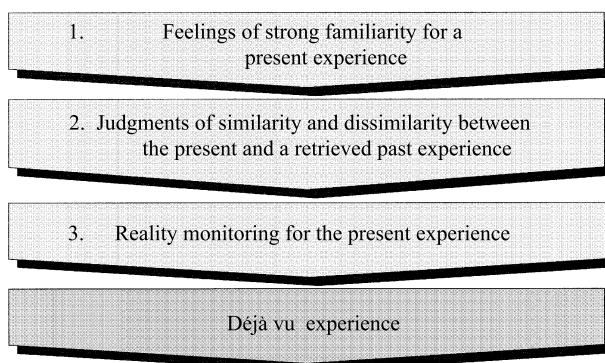 1. Feelings of strong familiarity for a
present experience
2. Judgments of similarity and dissimilarity between
the present and a retrieved past experience
3. Reality monitoring for the present experience
Déjà vu experience